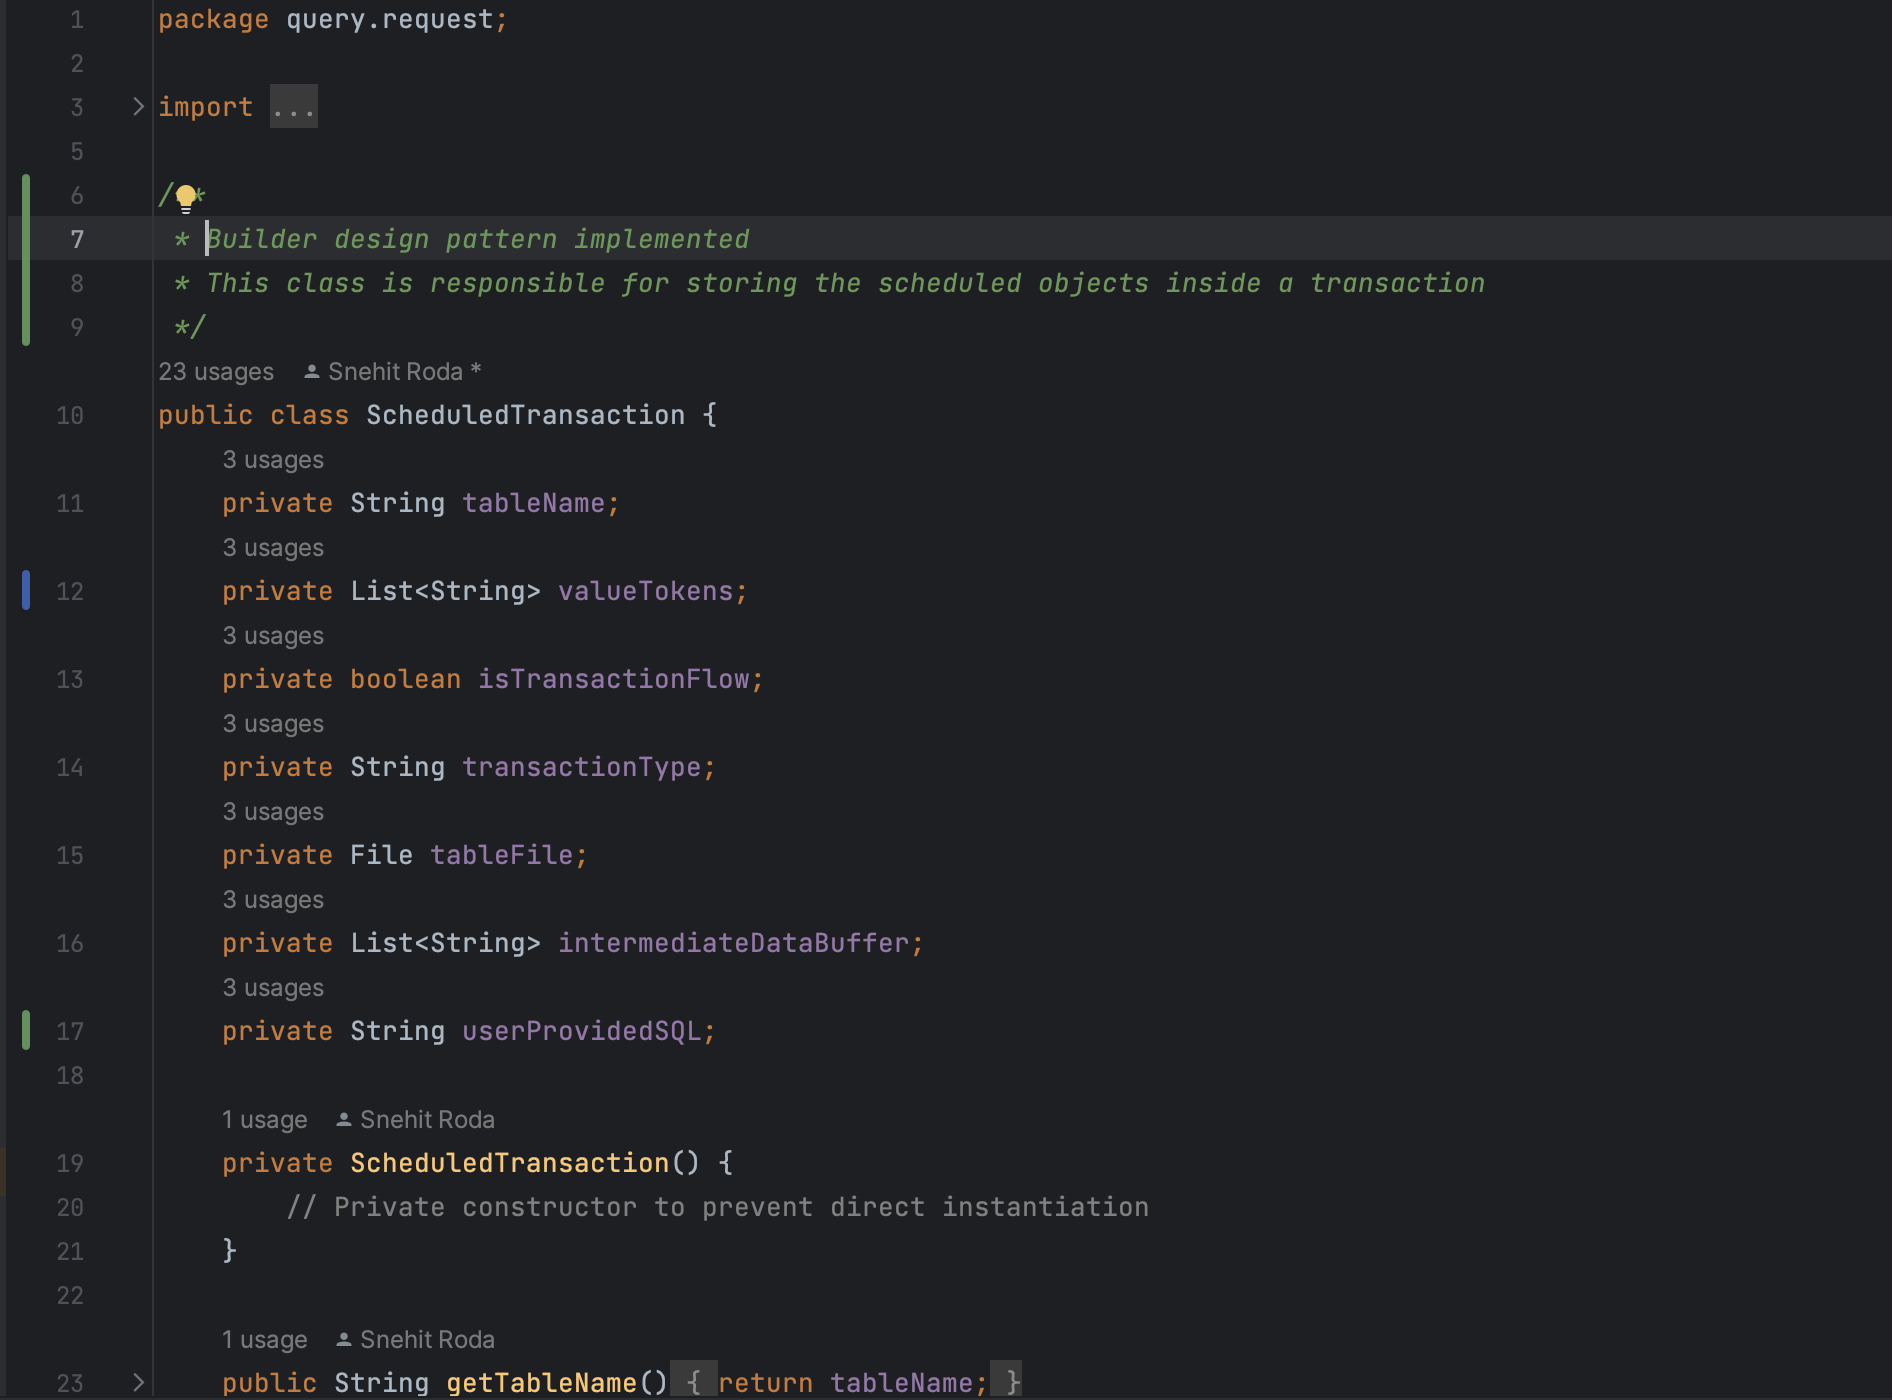 1 package query.request;
2
3 import ...
5
6 /**
7 * Builder design pattern implemented
8 * This class is responsible for storing the scheduled objects inside a transaction
9 */
23 usages Snehit Roda *
10 public class ScheduledTransaction {
3 usages
11 private String tableName;
3 usages
12 private List<String> valueTokens;
3 usages
13 private boolean isTransactionFlow;
3 usages
14 private String transactionType;
3 usages
15 private File tableFile;
3 usages
16 private List<String> intermediateDataBuffer;
3 usages
17 private String userProvidedSQL;
18
1 usage Snehit Roda
19 private ScheduledTransaction() {
20 // Private constructor to prevent direct instantiation
21 }
22
1 usage Snehit Roda
23 public String getTableName() { return tableName; }